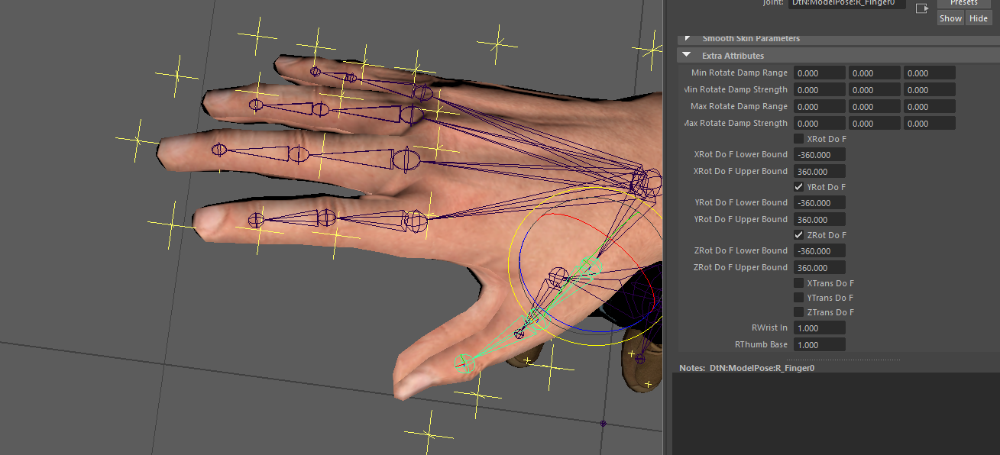 Joint: DtN:ModelPose:R_Finger0
Presets
Show Hide
Smooth Skin Parameters
Extra Attributes
Min Rotate Damp Range 0.000 0.000 0.000
Min Rotate Damp Strength 0.000 0.000 0.000
Max Rotate Damp Range 0.000 0.000 0.000
Max Rotate Damp Strength 0.000 0.000 0.000
XRot Do F
XRot Do F Lower Bound -360.000
XRot Do F Upper Bound 360.000
YRot Do F
YRot Do F Lower Bound -360.000
YRot Do F Upper Bound 360.000
ZRot Do F
ZRot Do F Lower Bound -360.000
ZRot Do F Upper Bound 360.000
XTrans Do F
YTrans Do F
ZTrans Do F
RWrist In 1.000
RThumb Base 1.000
Notes: DtN:ModelPose:R_Finger0